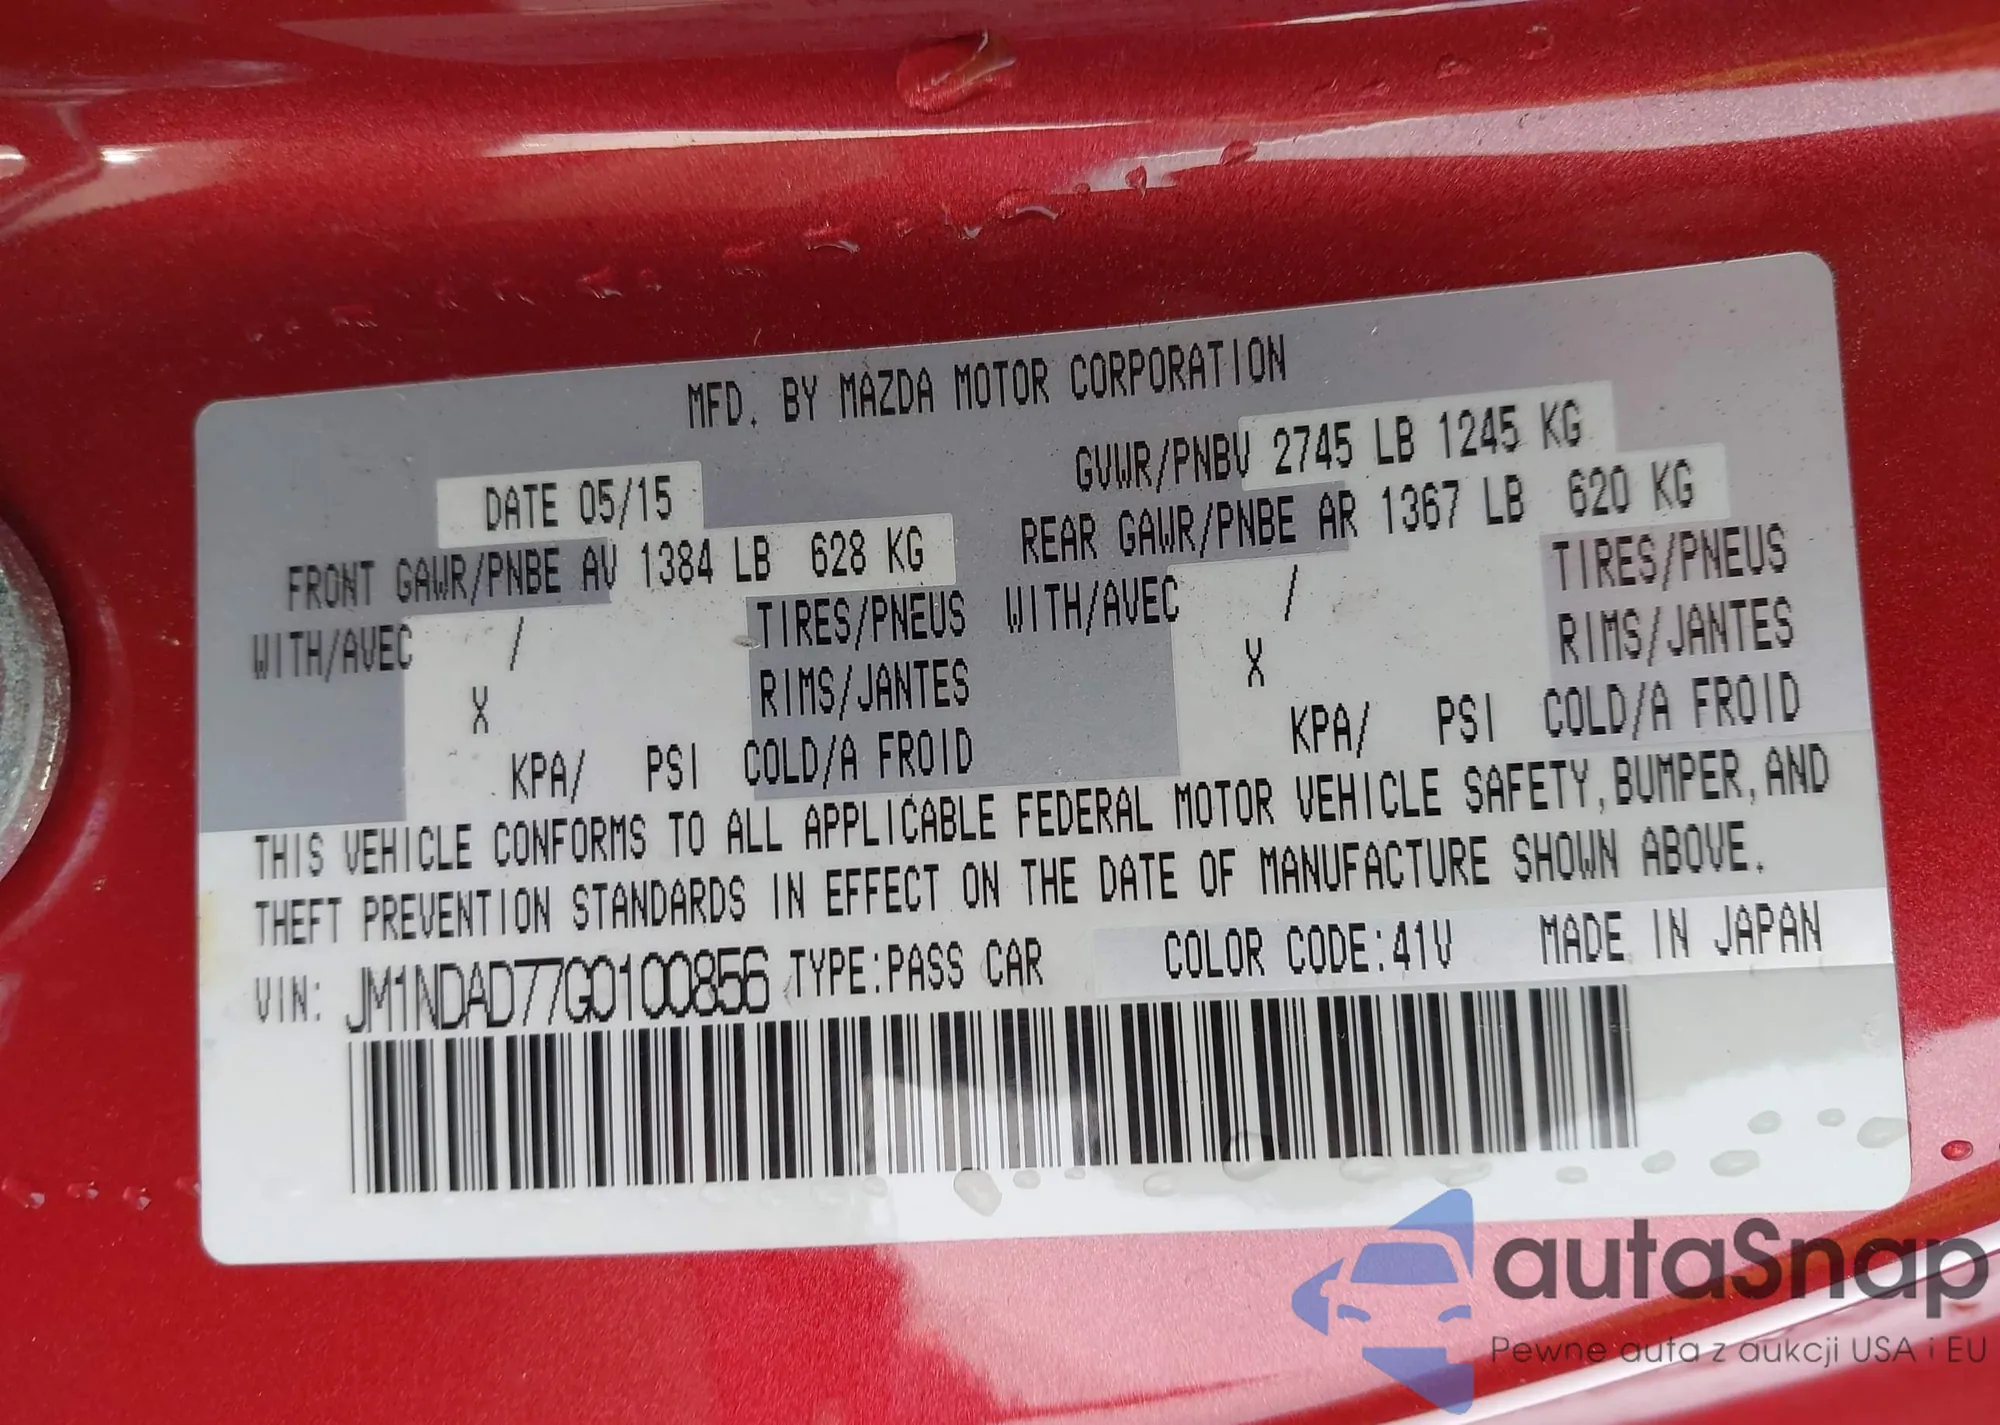 MFD. BY MAZDA MOTOR CORPORATION
DATE 05/15
GVWR/PNBV 2745 LB 1245 KG
FRONT GAWR/PNBE AV 1384 LB 628 KG
REAR GAWR/PNBE AR 1367 LB 620 KG
WITH/AVEC / TIRES/PNEUS
X RIMS/JANTES
KPA/ PSI COLD/A FROID
WITH/AVEC / TIRES/PNEUS
X RIMS/JANTES
KPA/ PSI COLD/A FROID
THIS VEHICLE CONFORMS TO ALL APPLICABLE FEDERAL MOTOR VEHICLE SAFETY, BUMPER, AND
THEFT PREVENTION STANDARDS IN EFFECT ON THE DATE OF MANUFACTURE SHOWN ABOVE.
VIN: JM1NDAD77G0100856 TYPE:PASS CAR COLOR CODE:41V MADE IN JAPAN
autaSnap
Pewne auta z aukcji USA i EU